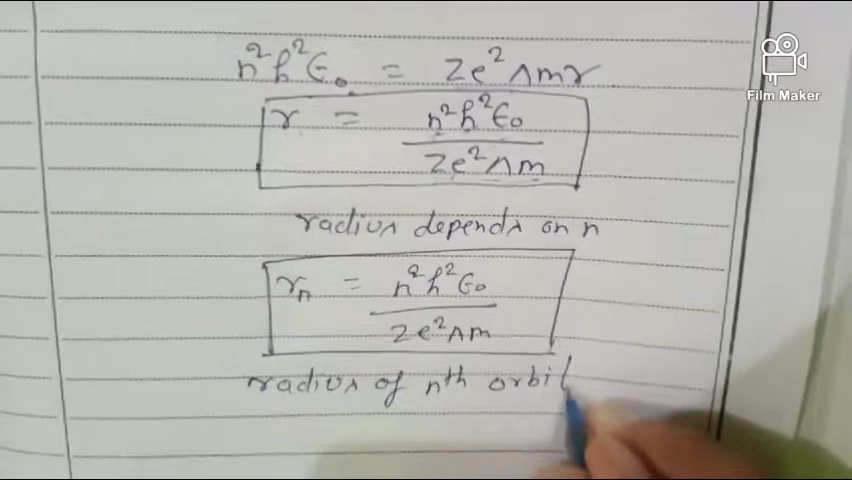 n²h²ϵ₀ = Ze²πmr
r = n²h²ϵ₀ / Ze²πm
radius depends on n
rₙ = n²h²ϵ₀ / Ze²πm
radius of nth orbit
Film Maker